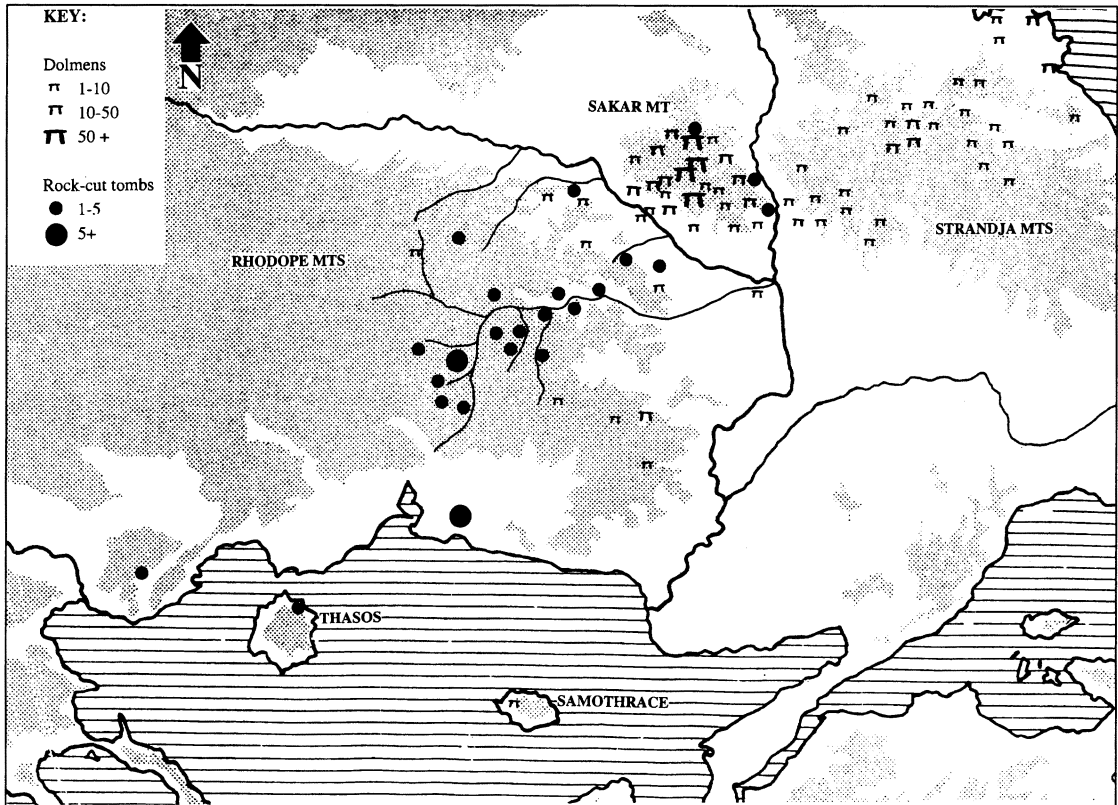 KEY:
N
Dolmens
1-10
10-50
50 +
Rock-cut tombs
1-5
5+
SAKAR MT
STRANDJA MTS
RHODOPE MTS
THASOS
SAMOTHRACE